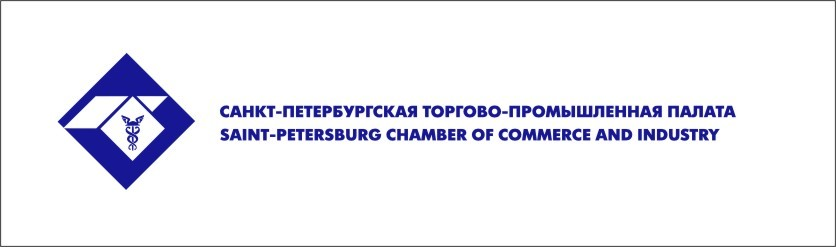 САНКТ-ПЕТЕРБУРГСКАЯ ТОРГОВО-ПРОМЫШЛЕННАЯ ПАЛАТА
SAINT-PETERSBURG CHAMBER OF COMMERCE AND INDUSTRY